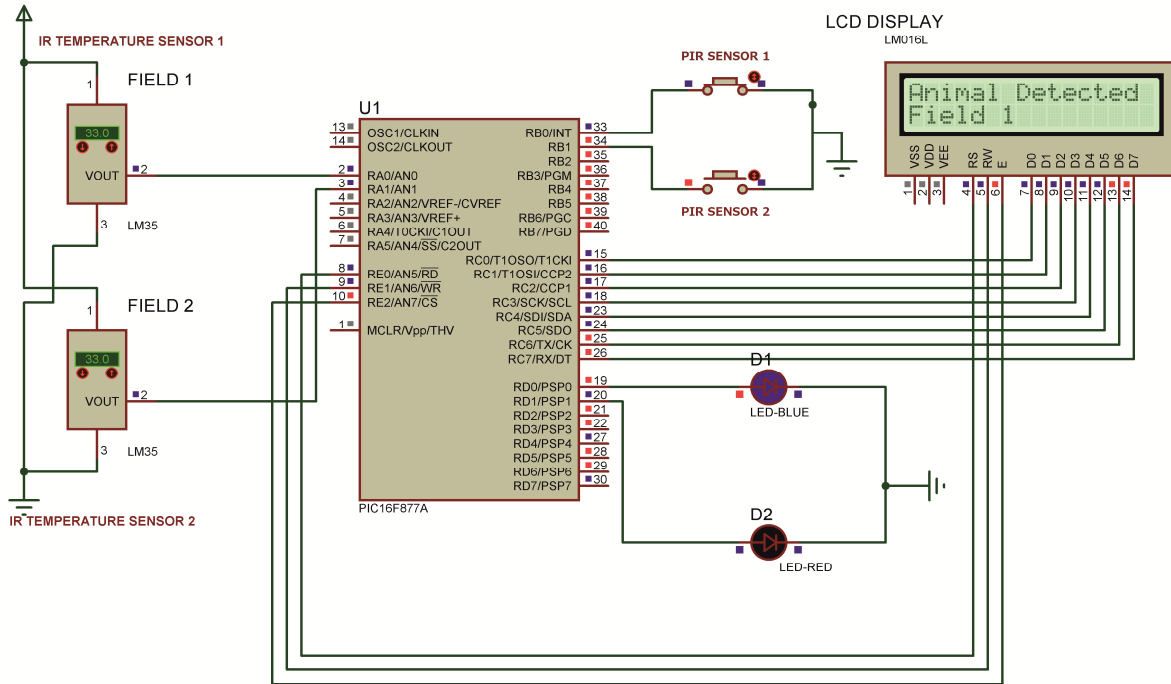 IR TEMPERATURE SENSOR 1
FIELD 1
1
33.0
VOUT
2
3
LM35
FIELD 2
1
33.0
VOUT
2
3
LM35
IR TEMPERATURE SENSOR 2
U1
13 OSC1/CLKIN
14 OSC2/CLKOUT
2 RA0/AN0
3 RA1/AN1
4 RA2/AN2/VREF-/CVREF
5 RA3/AN3/VREF+
6 RA4/T0CKI/C1OUT
7 RA5/AN4/SS/C2OUT
8 RE0/AN5/RD
9 RE1/AN6/WR
10 RE2/AN7/CS
1 MCLR/Vpp/THV
RB0/INT 33
RB1 34
RB2 35
RB3/PGM 36
RB4 37
RB5 38
RB6/PGC 39
RB7/PGD 40
RC0/T1OSO/T1CKI 15
RC1/T1OSI/CCP2 16
RC2/CCP1 17
RC3/SCK/SCL 18
RC4/SDI/SDA 23
RC5/SDO 24
RC6/TX/CK 25
RC7/RX/DT 26
RD0/PSP0 19
RD1/PSP1 20
RD2/PSP2 21
RD3/PSP3 22
RD4/PSP4 27
RD5/PSP5 28
RD6/PSP6 29
RD7/PSP7 30
PIC16F877A
PIR SENSOR 1
PIR SENSOR 2
LCD DISPLAY
LM016L
Animal Detected
Field 1
VSS VDD VEE RS RW E D0 D1 D2 D3 D4 D5 D6 D7
1 2 3 4 5 6 7 8 9 10 11 12 13 14
D1
LED-BLUE
D2
LED-RED